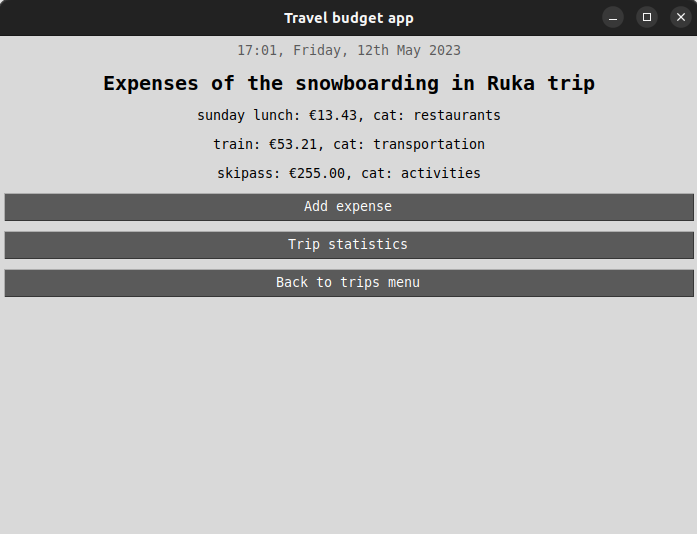 Travel budget app
17:01, Friday, 12th May 2023
Expenses of the snowboarding in Ruka trip
sunday lunch: €13.43, cat: restaurants
train: €53.21, cat: transportation
skipass: €255.00, cat: activities
Add expense
Trip statistics
Back to trips menu